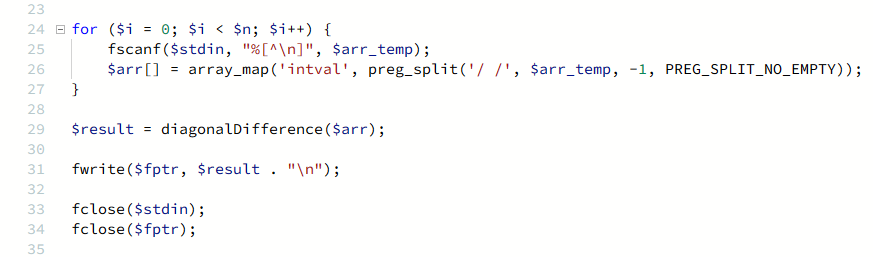 23
24 for ($i = 0; $i < $n; $i++) {
25     fscanf($stdin, "%[^\n]", $arr_temp);
26     $arr[] = array_map('intval', preg_split('/ /', $arr_temp, -1, PREG_SPLIT_NO_EMPTY));
27 }
28
29 $result = diagonalDifference($arr);
30
31 fwrite($fptr, $result . "\n");
32
33 fclose($stdin);
34 fclose($fptr);
35